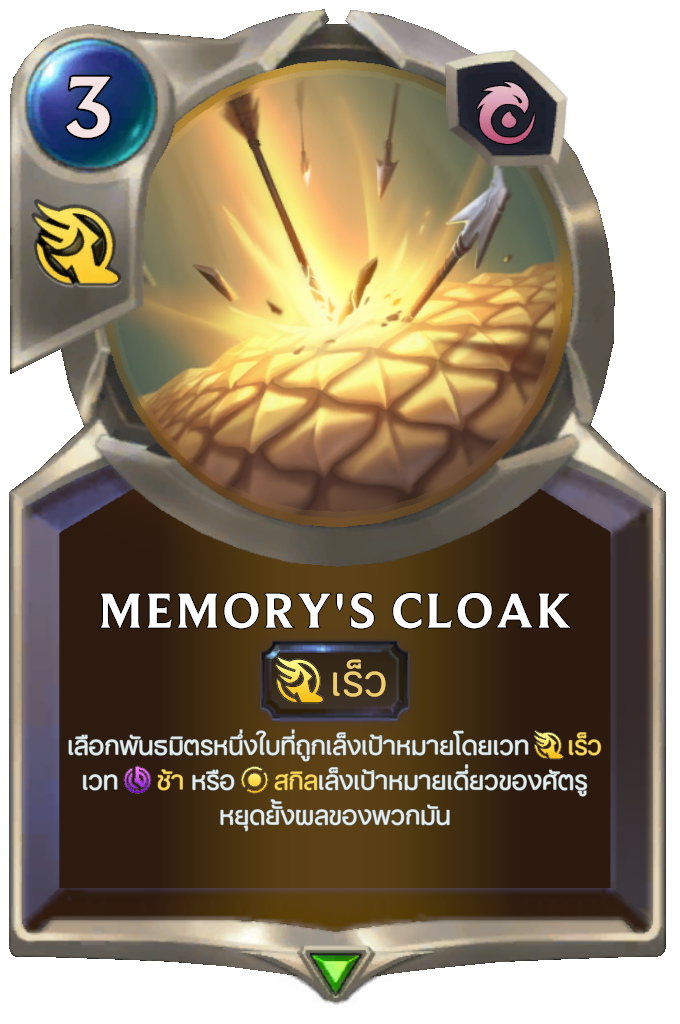 3
MEMORY'S CLOAK
เร็ว
เลือกพันธมิตรหนึ่งใบที่ถูกเล็งเป้าหมายโดยเวท เร็ว
เวท ช้า หรือ สกิลเล็งเป้าหมายเดี่ยวของศัตรู
หยุดยั้งผลของพวกมัน